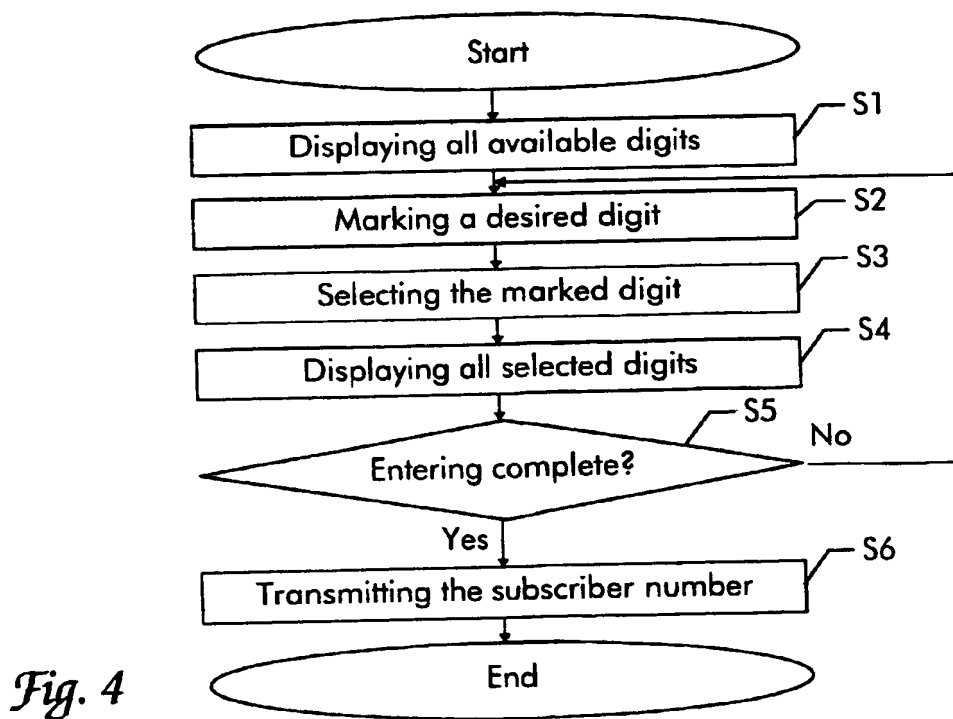 Start
S1
Displaying all available digits
S2
Marking a desired digit
S3
Selecting the marked digit
S4
Displaying all selected digits
S5
No
Entering complete?
Yes
S6
Transmitting the subscriber number
End
Fig. 4